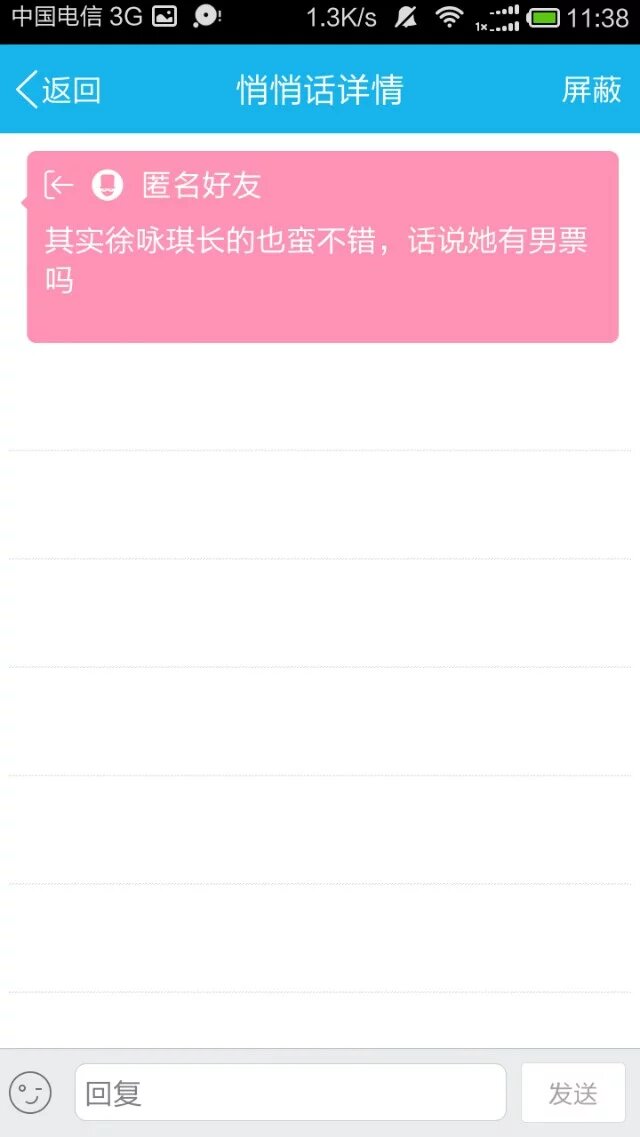 中国电信 3G 1.3K/s 1x 11:38
返回 悄悄话详情 屏蔽
匿名好友
其实徐咏琪长的也蛮不错，话说她有男票
吗
回复 发送